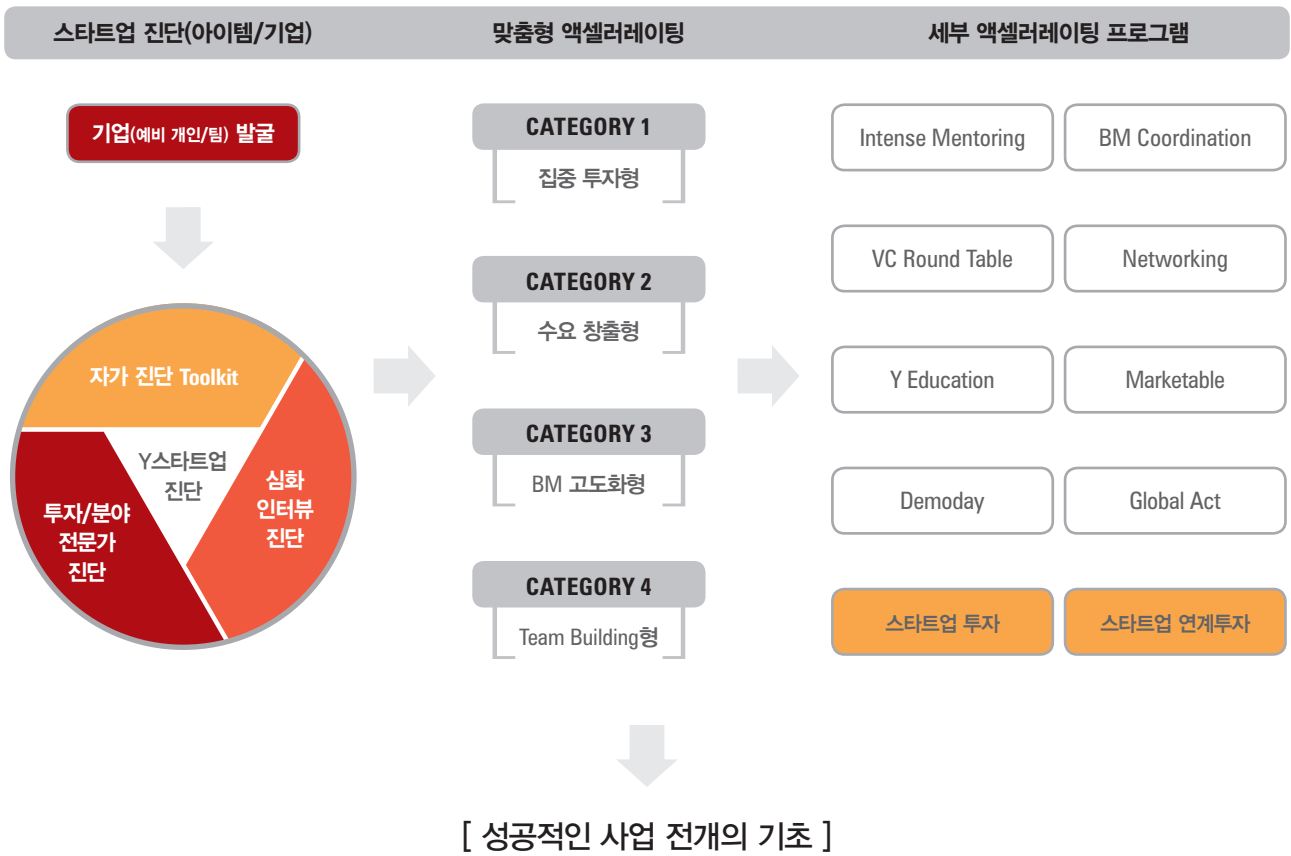 스타트업 진단(아이템/기업)
맞춤형 액셀러레이팅
세부 액셀러레이팅 프로그램
기업(예비 개인/팀) 발굴
자가 진단 Toolkit
Y스타트업
진단
심화
인터뷰
진단
투자/분야
전문가
진단
CATEGORY 1
집중 투자형
CATEGORY 2
수요 창출형
CATEGORY 3
BM 고도화형
CATEGORY 4
Team Building형
Intense Mentoring
BM Coordination
VC Round Table
Networking
Y Education
Marketable
Demoday
Global Act
스타트업 투자
스타트업 연계투자
[ 성공적인 사업 전개의 기초 ]